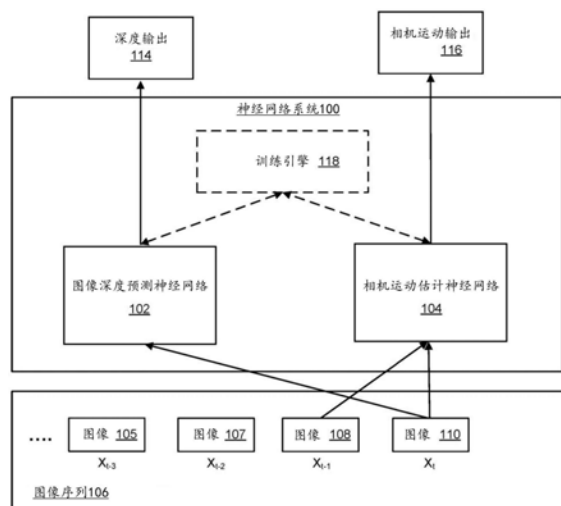 深度输出
114
相机运动输出
116
神经网络系统100
训练引擎 118
图像深度预测神经网络
102
相机运动估计神经网络
104
.... 图像 105 图像 107 图像 108 图像 110
Xt-3 Xt-2 Xt-1 Xt
图像序列106